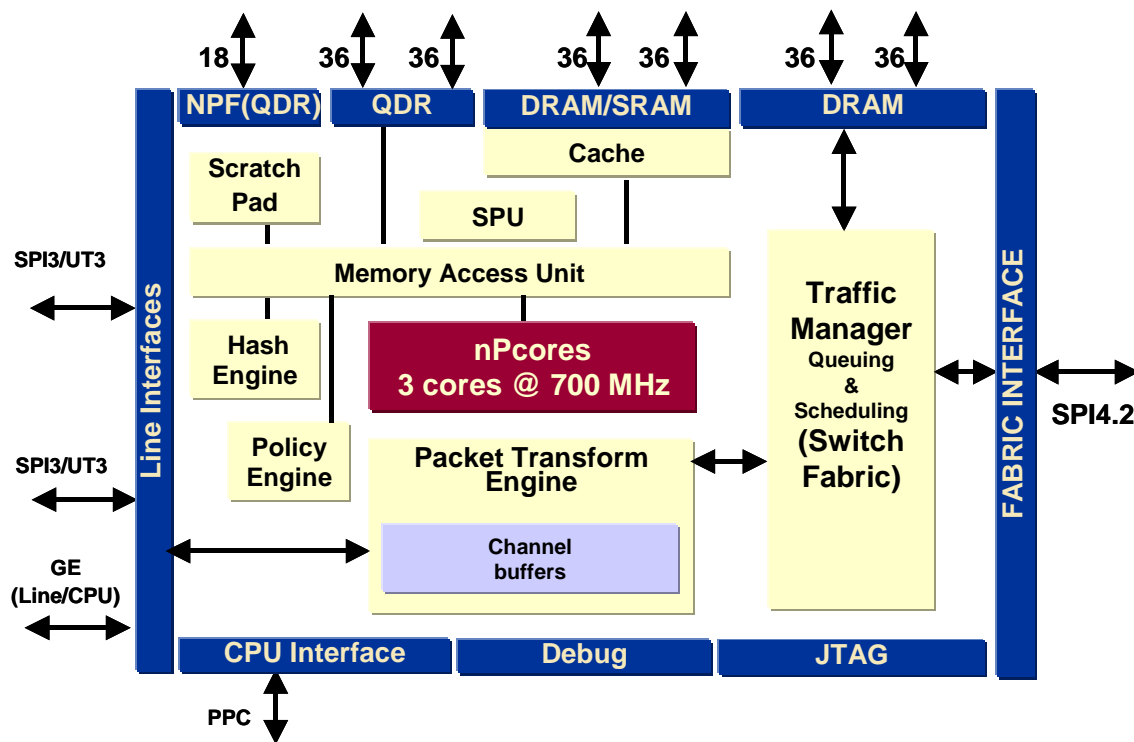 18
36
36
36
36
36
36
NPF(QDR)
QDR
DRAM/SRAM
DRAM
Cache
Scratch
Pad
SPU
Memory Access Unit
SPI3/UT3
Line Interfaces
Hash
Engine
nPcores
3 cores @ 700 MHz
Traffic
Manager
Queuing
&
Scheduling
(Switch
Fabric)
FABRIC INTERFACE
SPI4.2
SPI3/UT3
Policy
Engine
Packet Transform
Engine
Channel
buffers
GE
(Line/CPU)
CPU Interface
Debug
JTAG
PPC